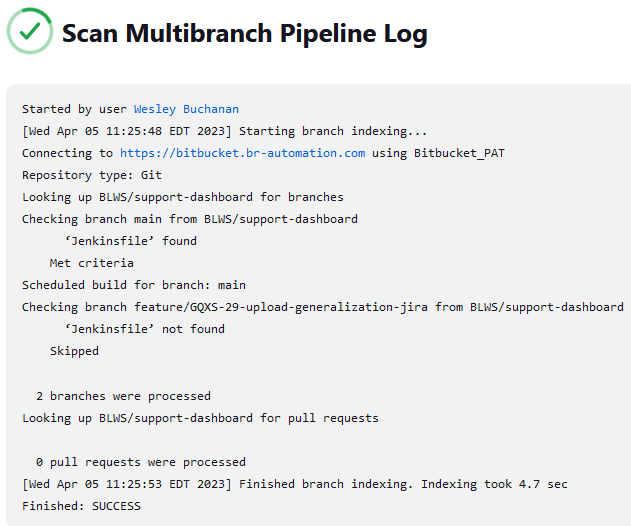 Scan Multibranch Pipeline Log
Started by user Wesley Buchanan
[Wed Apr 05 11:25:48 EDT 2023] Starting branch indexing...
Connecting to https://bitbucket.br-automation.com using Bitbucket_PAT
Repository type: Git
Looking up BLWS/support-dashboard for branches
Checking branch main from BLWS/support-dashboard
‘Jenkinsfile’ found
Met criteria
Scheduled build for branch: main
Checking branch feature/GQXS-29-upload-generalization-jira from BLWS/support-dashboard
‘Jenkinsfile’ not found
Skipped
2 branches were processed
Looking up BLWS/support-dashboard for pull requests
0 pull requests were processed
[Wed Apr 05 11:25:53 EDT 2023] Finished branch indexing. Indexing took 4.7 sec
Finished: SUCCESS